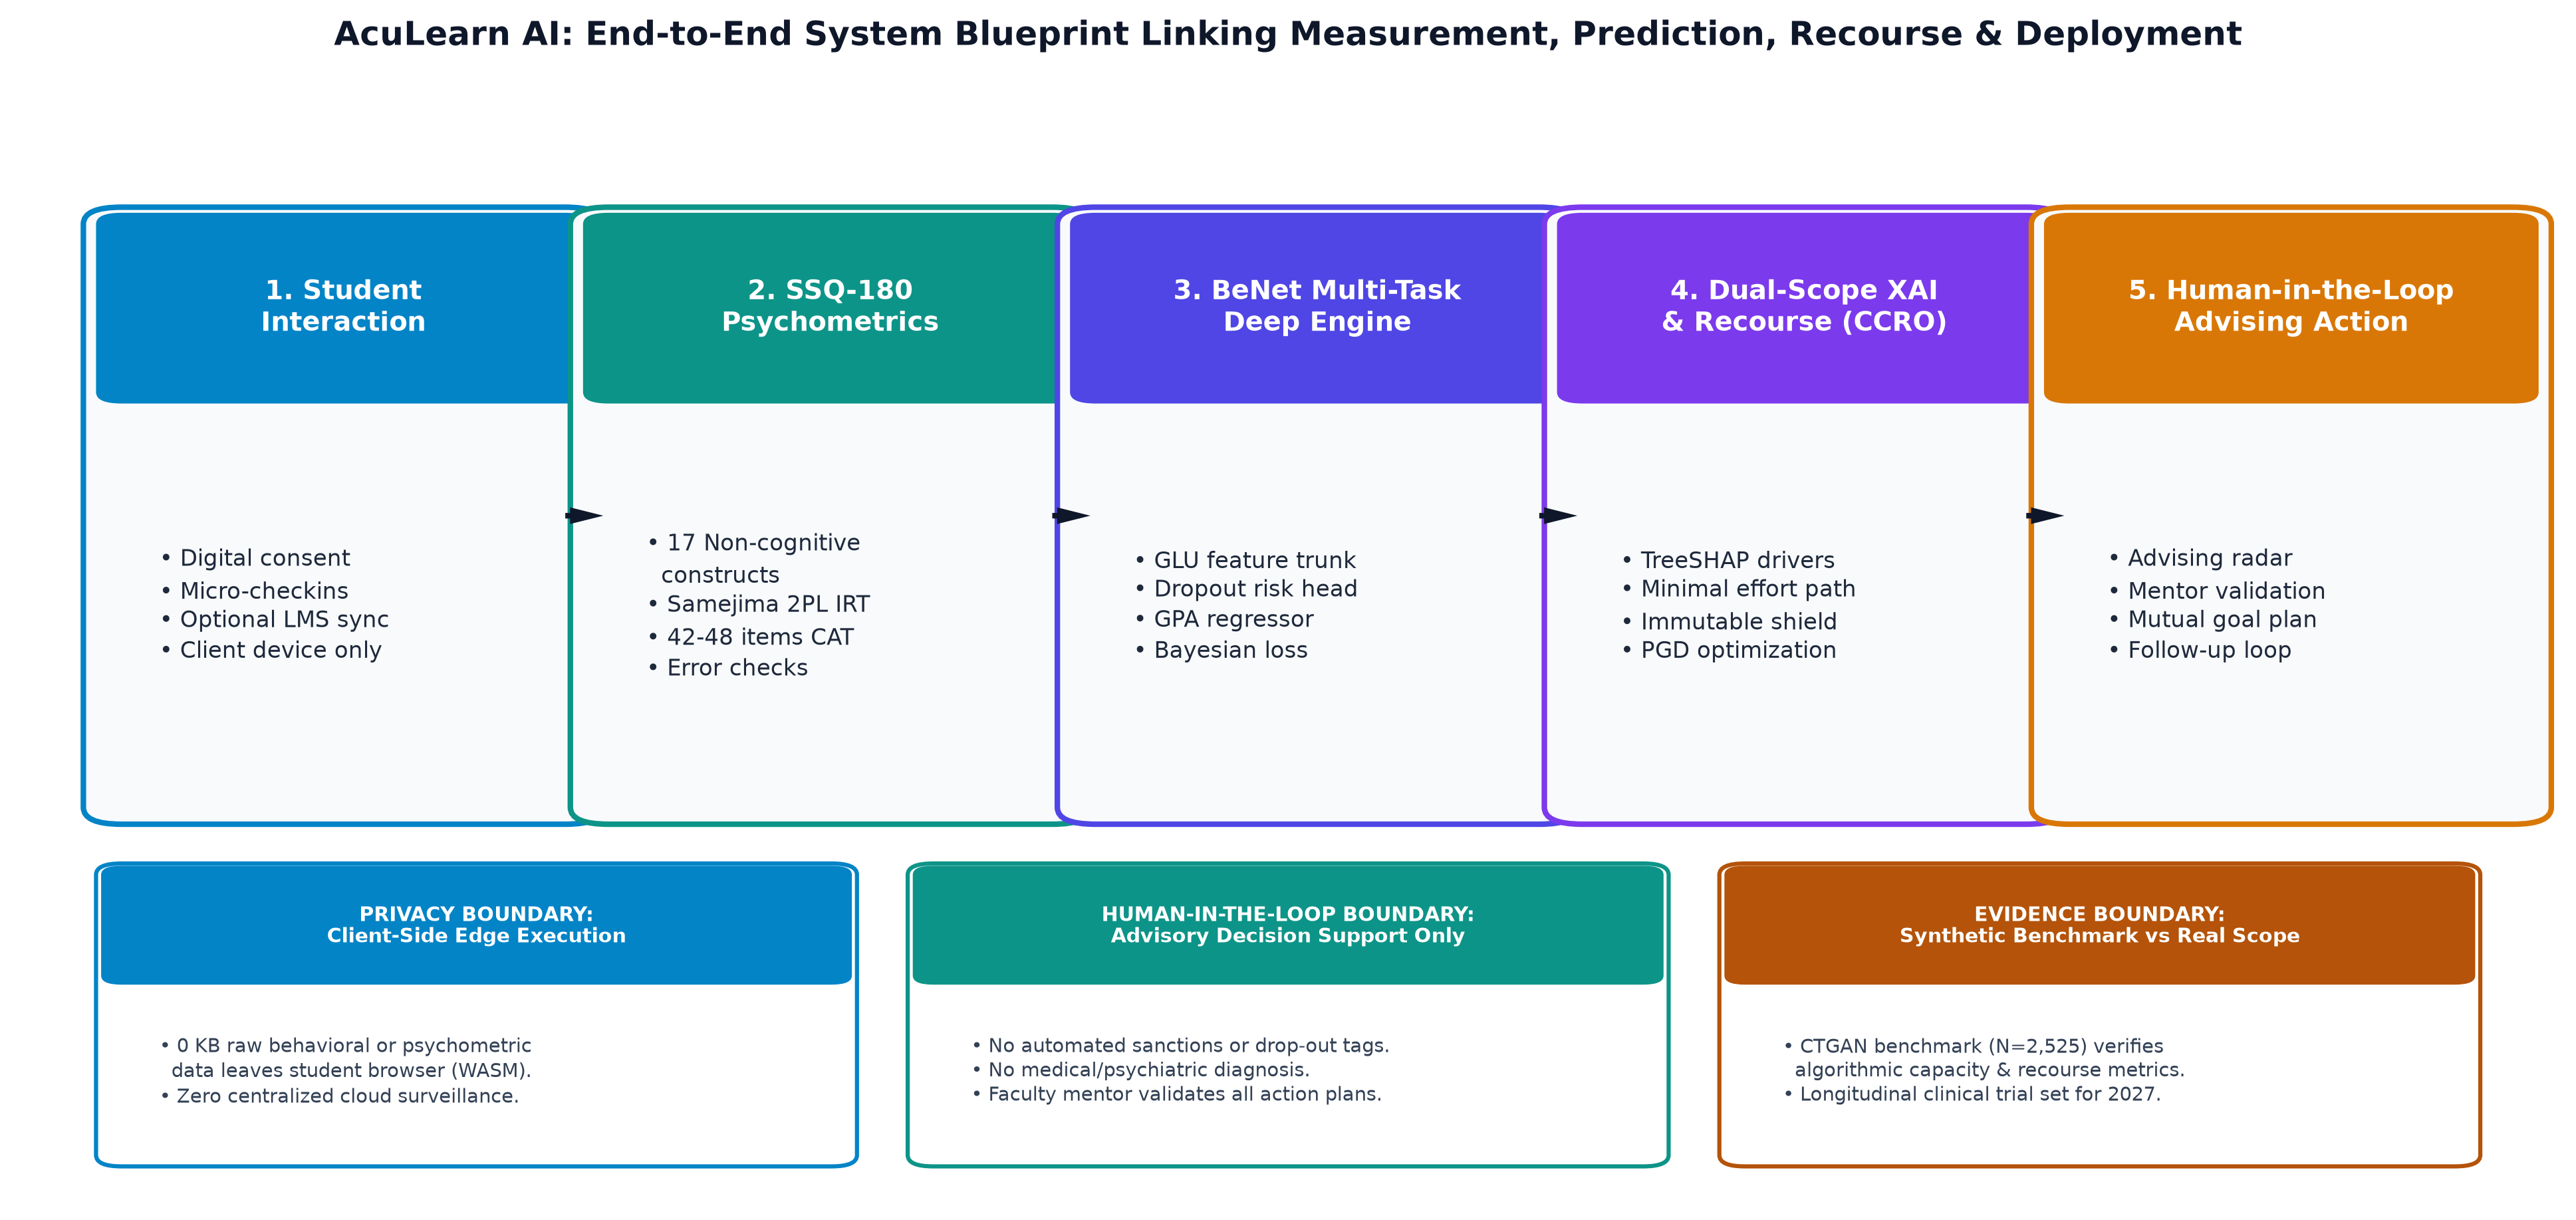 AcuLearn AI: End-to-End System Blueprint Linking Measurement, Prediction, Recourse & Deployment
1. Student
Interaction
• Digital consent
• Micro-checkins
• Optional LMS sync
• Client device only
2. SSQ-180
Psychometrics
• 17 Non-cognitive
constructs
• Samejima 2PL IRT
• 42-48 items CAT
• Error checks
3. BeNet Multi-Task
Deep Engine
• GLU feature trunk
• Dropout risk head
• GPA regressor
• Bayesian loss
4. Dual-Scope XAI
& Recourse (CCRO)
• TreeSHAP drivers
• Minimal effort path
• Immutable shield
• PGD optimization
5. Human-in-the-Loop
Advising Action
• Advising radar
• Mentor validation
• Mutual goal plan
• Follow-up loop
PRIVACY BOUNDARY:
Client-Side Edge Execution
• 0 KB raw behavioral or psychometric
data leaves student browser (WASM).
• Zero centralized cloud surveillance.
HUMAN-IN-THE-LOOP BOUNDARY:
Advisory Decision Support Only
• No automated sanctions or drop-out tags.
• No medical/psychiatric diagnosis.
• Faculty mentor validates all action plans.
EVIDENCE BOUNDARY:
Synthetic Benchmark vs Real Scope
• CTGAN benchmark (N=2,525) verifies
algorithmic capacity & recourse metrics.
• Longitudinal clinical trial set for 2027.